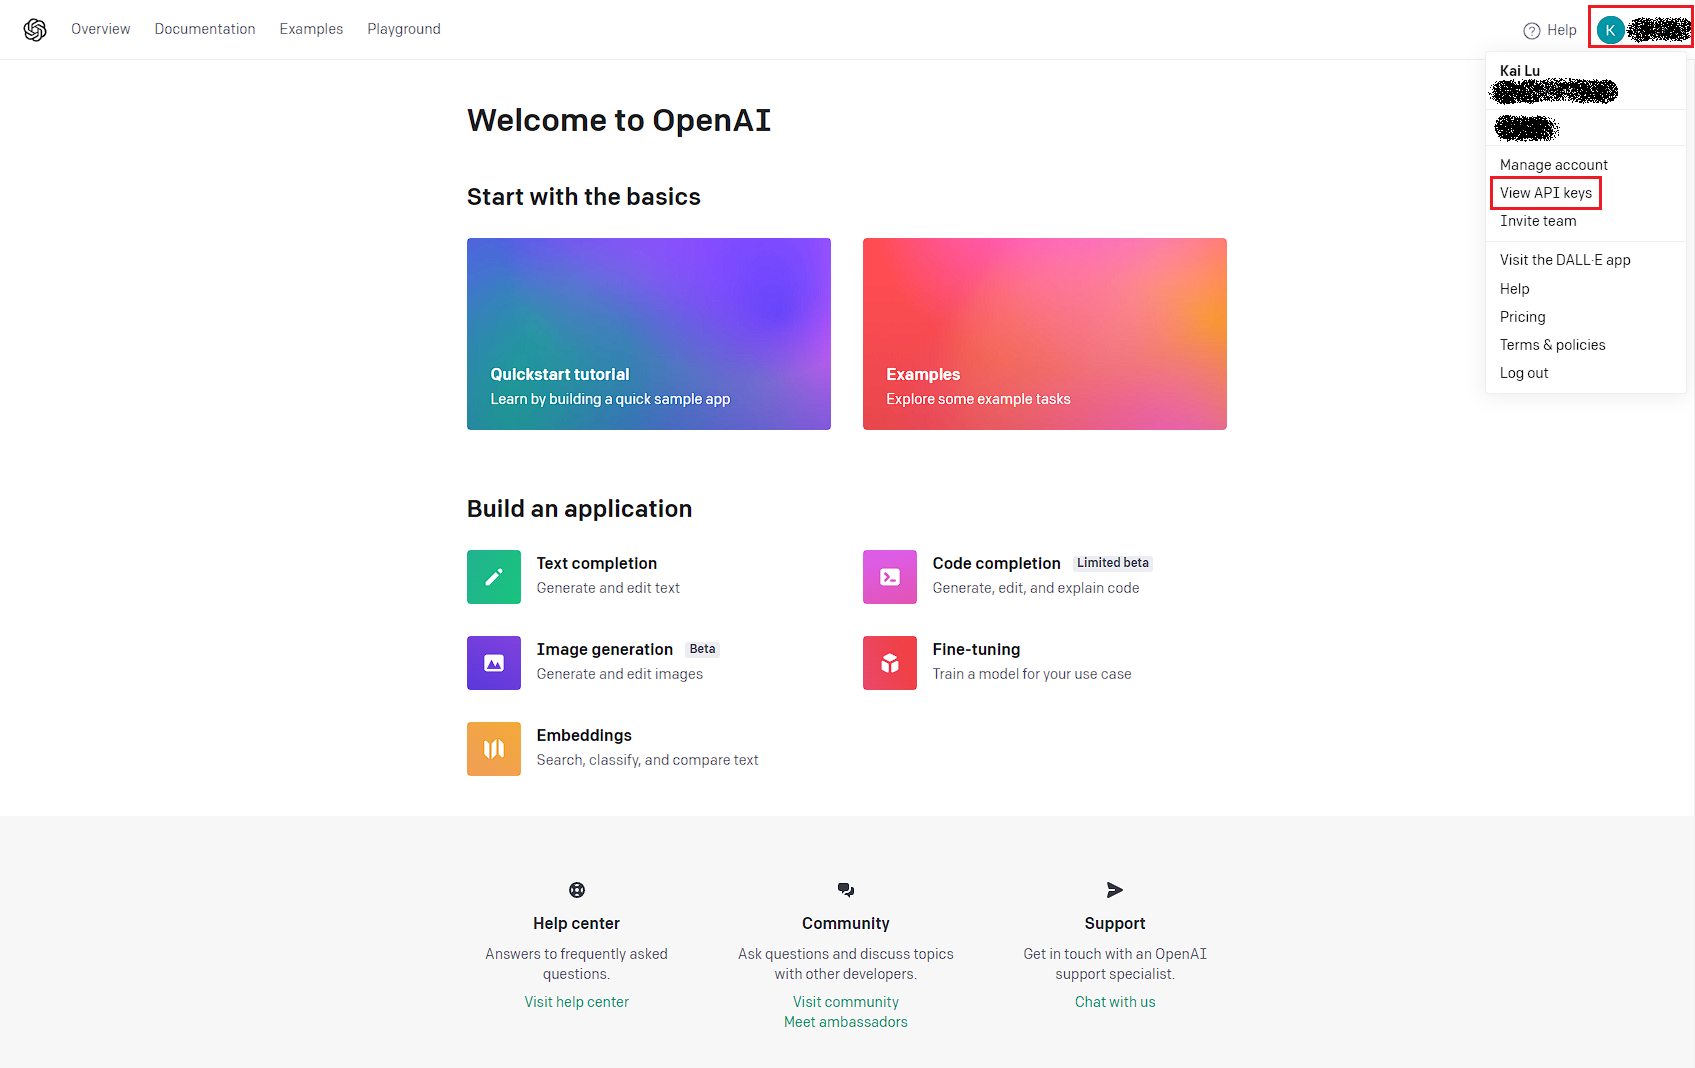 Overview Documentation Examples Playground
Help K
Kai Lu
Manage account
View API keys
Invite team
Visit the DALL·E app
Help
Pricing
Terms & policies
Log out
Welcome to OpenAI
Start with the basics
Quickstart tutorial
Learn by building a quick sample app
Examples
Explore some example tasks
Build an application
Text completion
Generate and edit text
Code completion Limited beta
Generate, edit, and explain code
Image generation Beta
Generate and edit images
Fine-tuning
Train a model for your use case
Embeddings
Search, classify, and compare text
Help center
Answers to frequently asked
questions.
Visit help center
Community
Ask questions and discuss topics
with other developers.
Visit community
Meet ambassadors
Support
Get in touch with an OpenAI
support specialist.
Chat with us